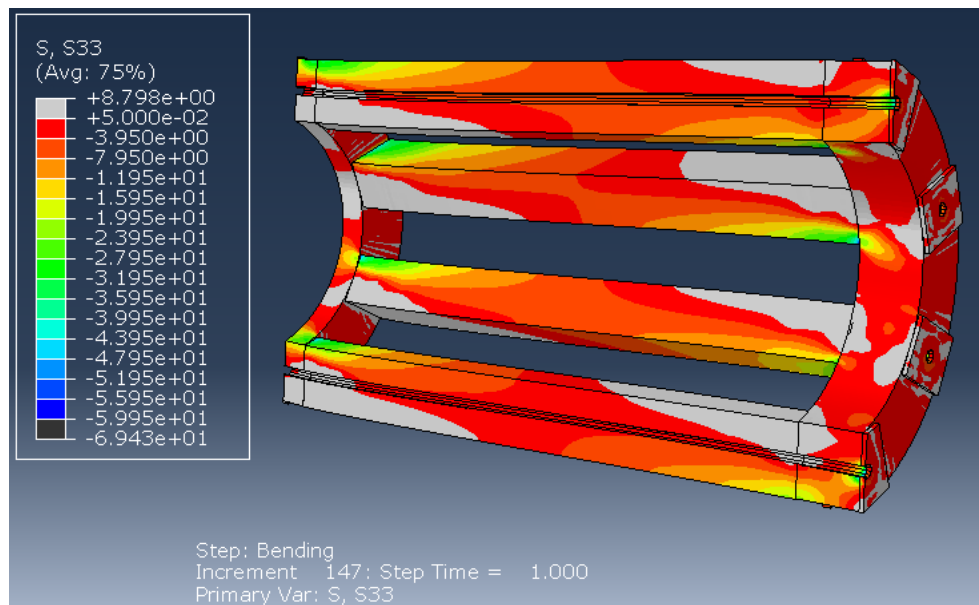 S, S33
(Avg: 75%)
+8.798e+00
+5.000e-02
-3.950e+00
-7.950e+00
-1.195e+01
-1.595e+01
-1.995e+01
-2.395e+01
-2.795e+01
-3.195e+01
-3.595e+01
-3.995e+01
-4.395e+01
-4.795e+01
-5.195e+01
-5.595e+01
-5.995e+01
-6.943e+01
Step: Bending
Increment 147: Step Time = 1.000
Primary Var: S, S33